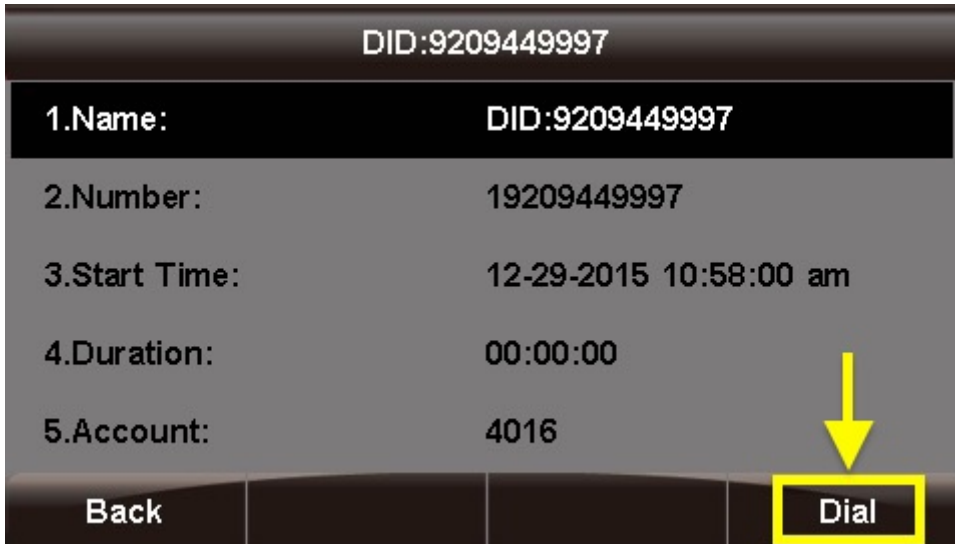 DID:9209449997
1.Name: DID:9209449997
2.Number: 19209449997
3.Start Time: 12-29-2015 10:58:00 am
4.Duration: 00:00:00
5.Account: 4016
Back Dial